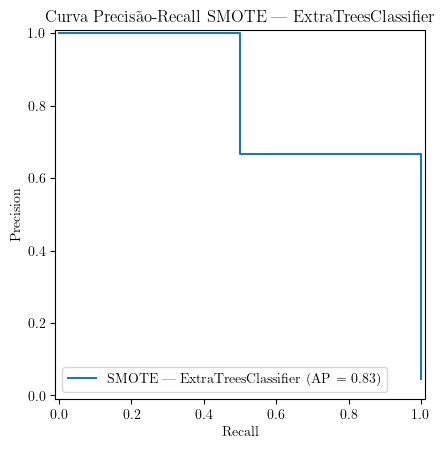 Curva Precisão-Recall SMOTE — ExtraTreesClassifier
1.0
0.8
0.6
0.4
0.2
0.0
Precision
SMOTE — ExtraTreesClassifier (AP = 0.83)
0.0 0.2 0.4 0.6 0.8 1.0
Recall